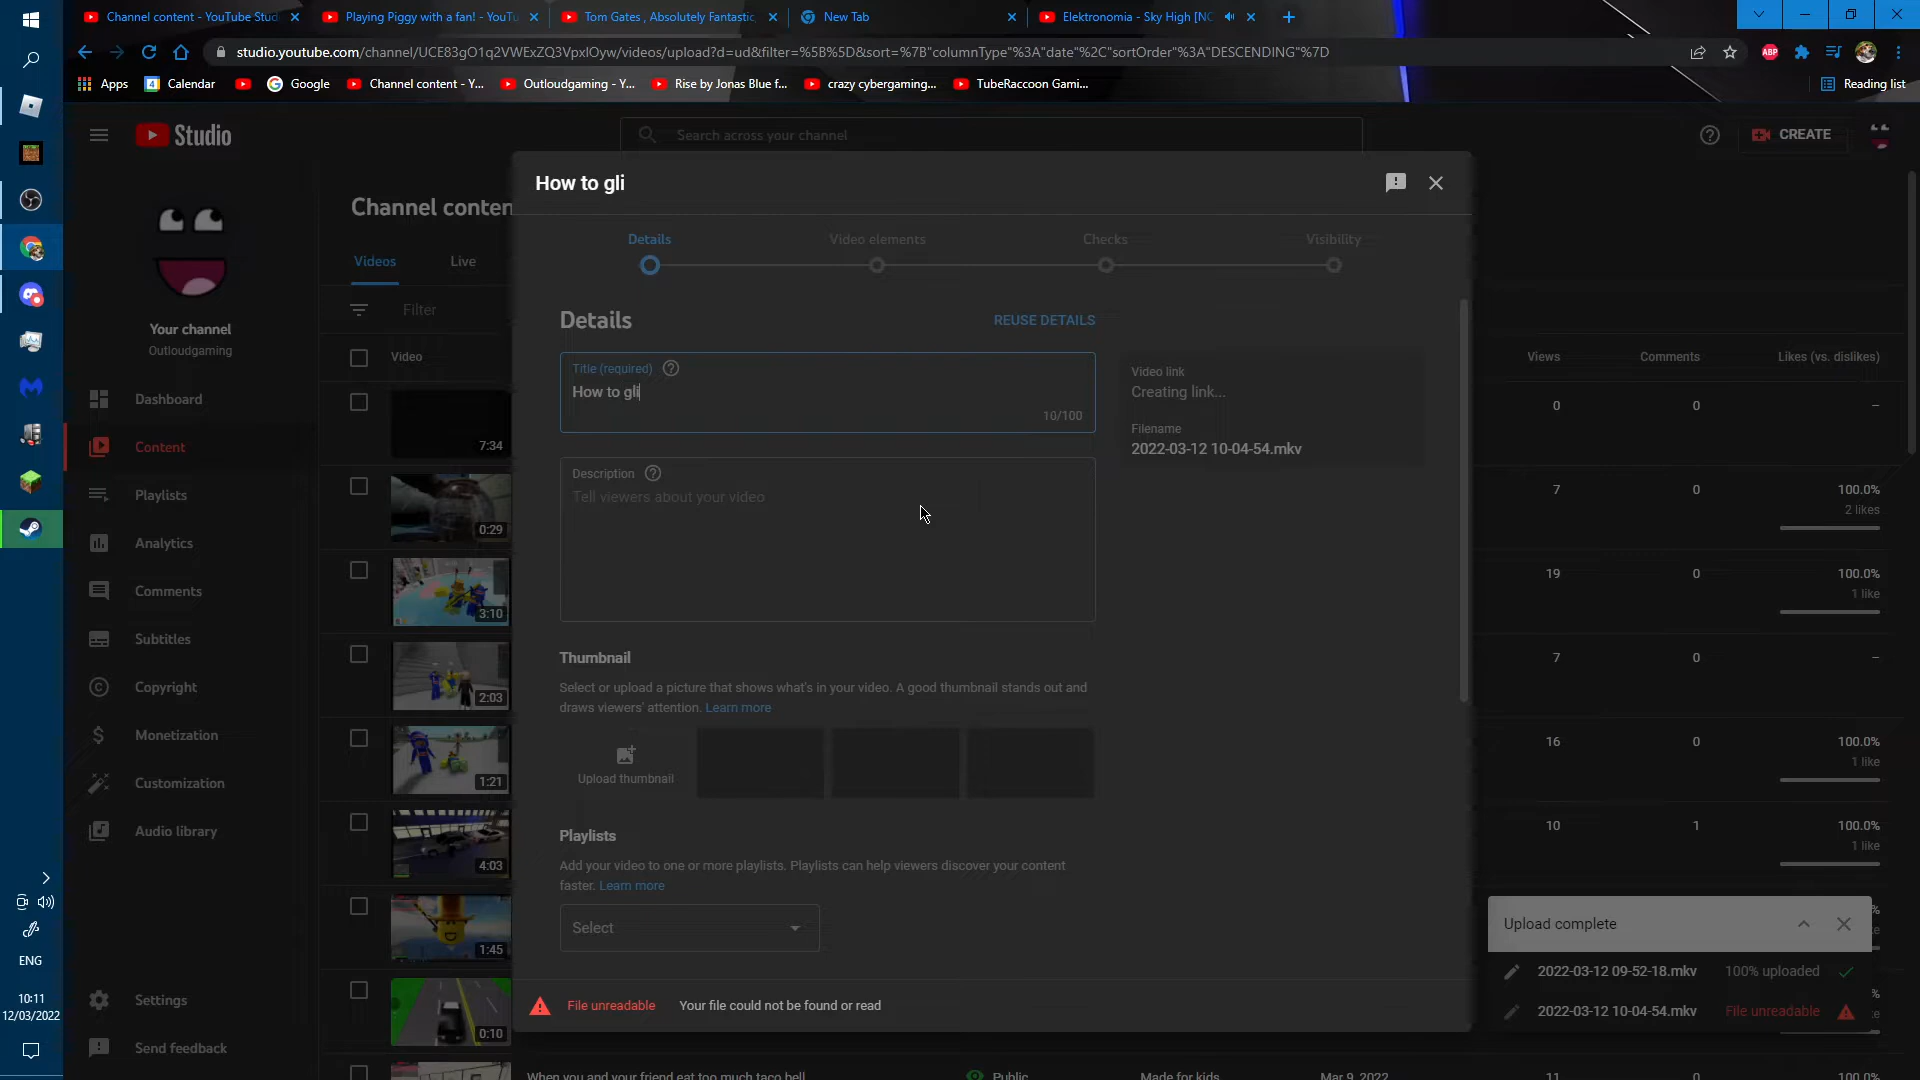 Channel content - YouTube Stud
Playing Piggy with a fan! - YouTu
Tom Gates , Absolutely Fantastic,
New Tab
Elektronomia - Sky High [NC
studio.youtube.com/channel/UCE83gO1q2VWExZQ3VpxIOyw/videos/upload?d=ud&filter=%5B%5D&sort=%7B"columnType"%3A"date"%2C"sortOrder"%3A"DESCENDING"%7D
Apps
Calendar
Google
Channel content - Y...
Outloudgaming - Y...
Rise by Jonas Blue f...
crazy cybergaming...
TubeRaccoon Gami...
Reading list
Studio
Search across your channel
CREATE
How to gli
Channel conten
Details
Video elements
Checks
Visibility
Videos
Live
Filter
Your channel
Outloudgaming
Video
Views
Comments
Likes (vs. dislikes)
Details
REUSE DETAILS
Title (required)
How to gli
10/100
Video link
Creating link...
Filename
2022-03-12 10-04-54.mkv
Description
Tell viewers about your video
Dashboard
Content
Playlists
Analytics
Comments
Subtitles
Copyright
Monetization
Customization
Audio library
Settings
Send feedback
7:34
0:29
3:10
2:03
1:21
4:03
1:45
0:10
0
0
–
7
0
100.0%
2 likes
19
0
100.0%
1 like
7
0
–
16
0
100.0%
1 like
10
1
100.0%
1 like
Thumbnail
Select or upload a picture that shows what's in your video. A good thumbnail stands out and
draws viewers' attention. Learn more
Upload thumbnail
Playlists
Add your video to one or more playlists. Playlists can help viewers discover your content
faster. Learn more
Select
File unreadable
Your file could not be found or read
Upload complete
2022-03-12 09-52-18.mkv
100% uploaded
2022-03-12 10-04-54.mkv
File unreadable
When you and your friend eat too much taco bell
Public
Made for kids
Mar 9, 2022
11
0
100.0%
ENG
10:11
12/03/2022